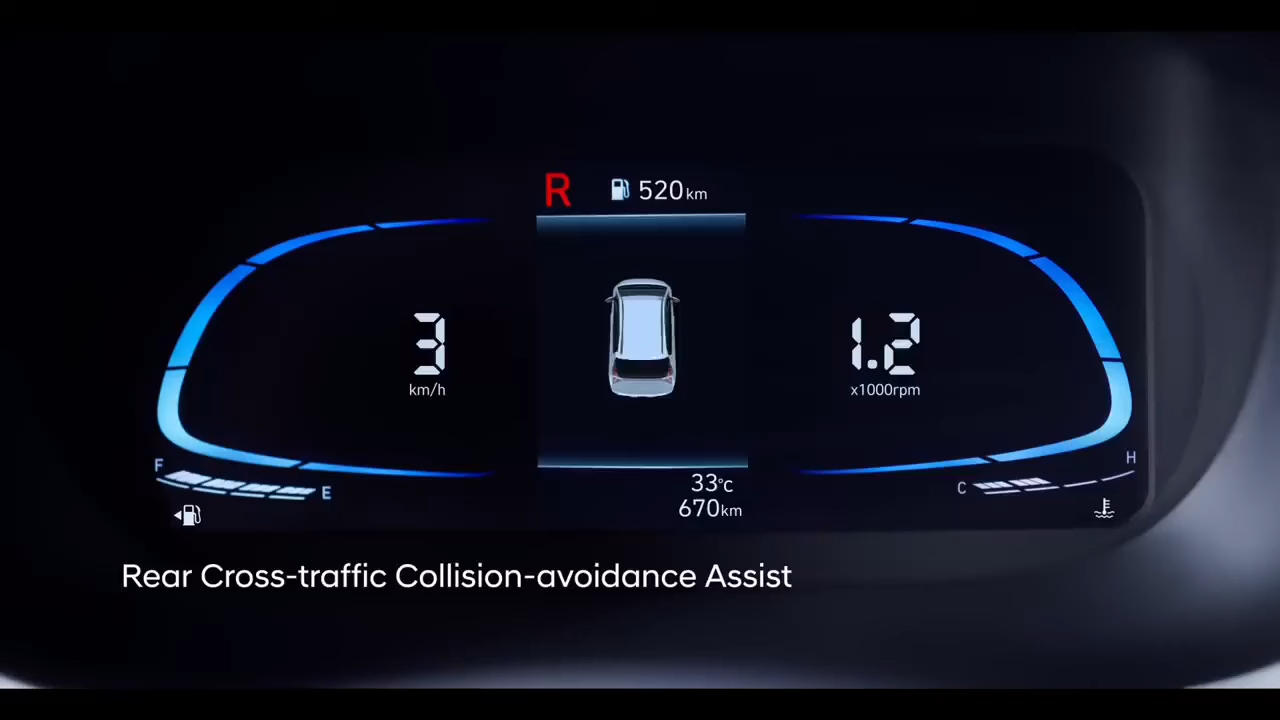 R 520km
3
km/h
1.2
x1000rpm
F
E
C
H
33°C
670km
Rear Cross-traffic Collision-avoidance Assist